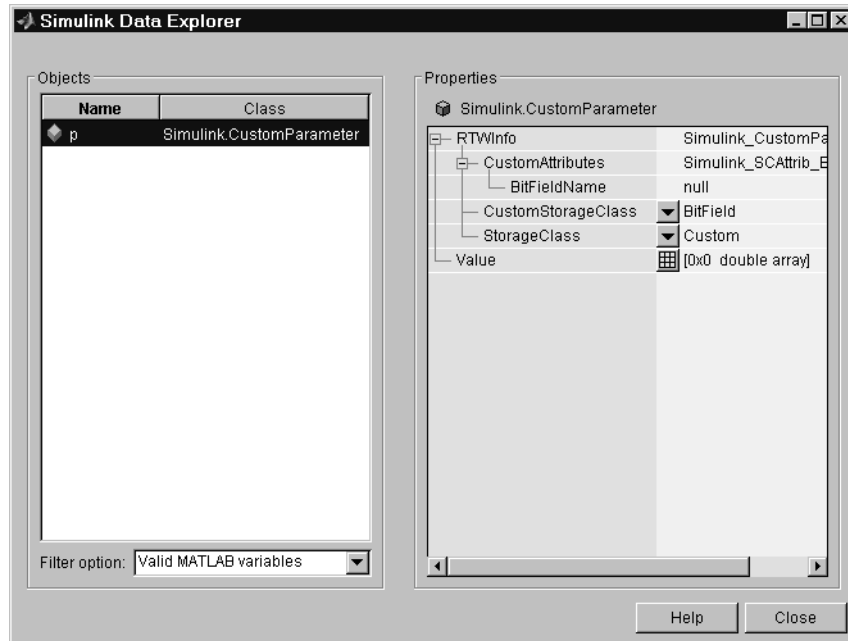 Simulink Data Explorer
Objects
Name Class
p Simulink.CustomParameter
Filter option: Valid MATLAB variables
Properties
Simulink.CustomParameter
RTWInfo Simulink_CustomPa
CustomAttributes Simulink_SCAttrib_E
BitFieldName null
CustomStorageClass BitField
StorageClass Custom
Value [0x0 double array]
Help Close